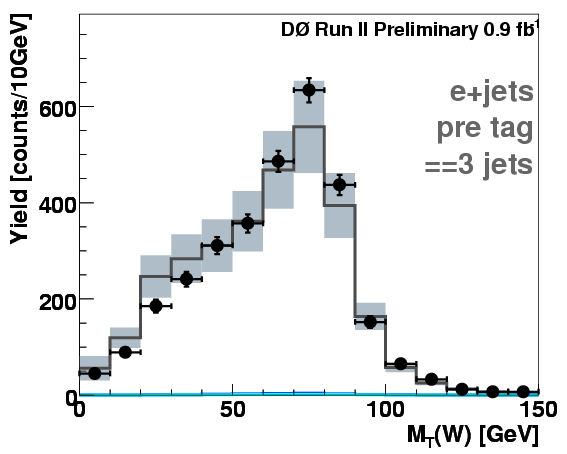 DØ Run II Preliminary 0.9 fb-1
e+jets
pre tag
==3 jets
Yield [counts/10GeV]
600
400
200
0
0 50 100 150
MT(W) [GeV]